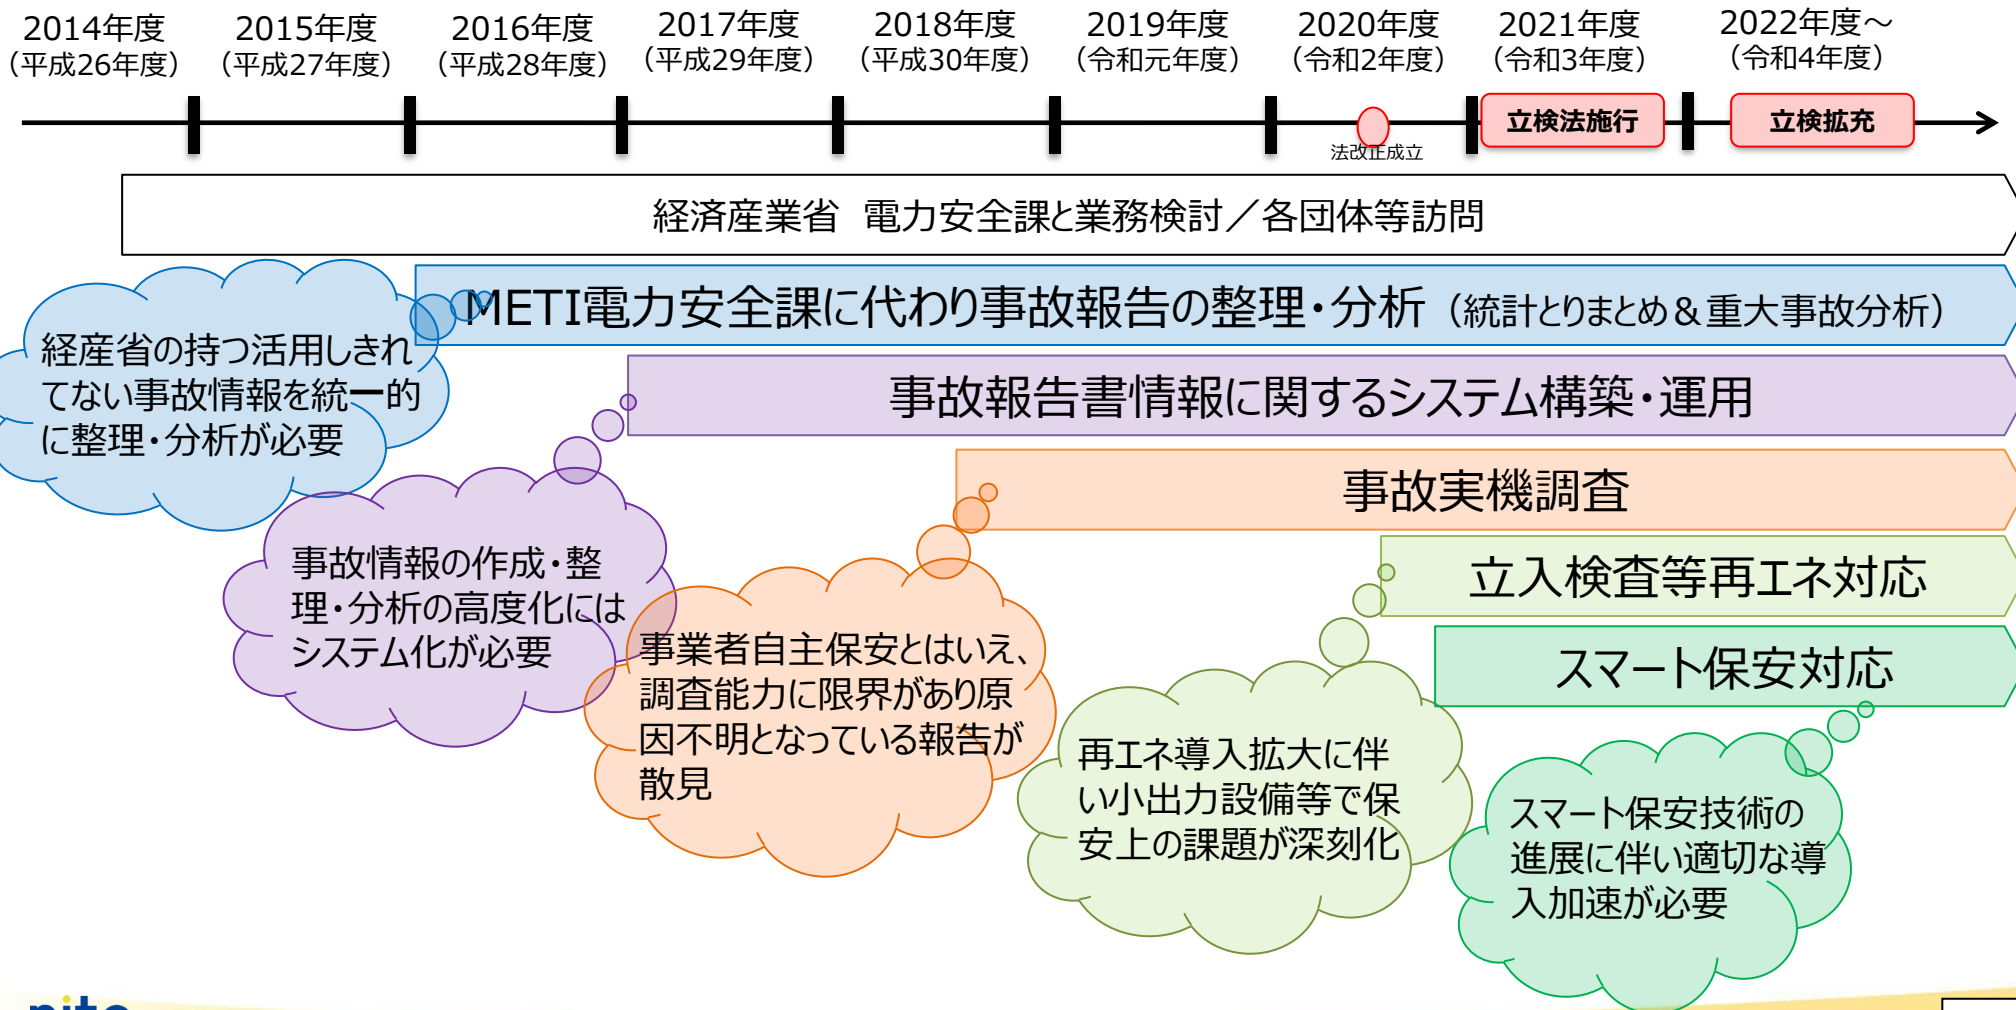 2014年度
（平成26年度）
2015年度
（平成27年度）
2016年度
（平成28年度）
2017年度
（平成29年度）
2018年度
（平成30年度）
2019年度
（令和元年度）
2020年度
（令和2年度）
2021年度
（令和3年度）
2022年度～
（令和4年度）
立検法施行
立検拡充
法改正成立
経済産業省　電力安全課と業務検討／各団体等訪問
METI電力安全課に代わり事故報告の整理・分析（統計とりまとめ＆重大事故分析）
経産省の持つ活用しきれ
てない事故情報を統一的
に整理・分析が必要
事故報告書情報に関するシステム構築・運用
事故情報の作成・整
理・分析の高度化には
システム化が必要
事故実機調査
事業者自主保安とはいえ、
調査能力に限界があり原
因不明となっている報告が
散見
立入検査等再エネ対応
再エネ導入拡大に伴
い小出力設備等で保
安上の課題が深刻化
スマート保安対応
スマート保安技術の
進展に伴い適切な導
入加速が必要
nite